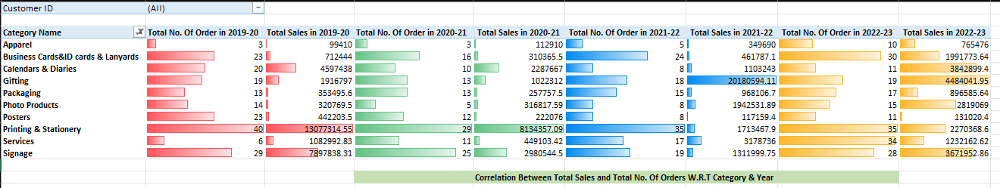 Customer ID (All)
Category Name Total No. Of Order in 2019-20 Total Sales in 2019-20 Total No. Of Order in 2020-21 Total Sales in 2020-21 Total No. Of Order in 2021-22 Total Sales in 2021-22 Total No. Of Order in 2022-23 Total Sales in 2022-23
Apparel 3 99410 3 112910 5 349690 10 765476
Business Cards&ID cards & Lanyards 23 712444 16 310365.5 24 461787.1 30 1991773.64
Calendars & Diaries 20 4597438 10 2287667 8 1103243 11 3842899.4
Gifting 19 1916797 13 1022312 18 20180594.11 19 4484041.95
Packaging 13 353495.6 13 257757.5 15 968106.7 17 896585.64
Photo Products 14 320769.5 5 316817.59 8 1942531.89 15 2819069
Posters 23 442203.5 12 222076 8 117159.4 11 131020.4
Printing & Stationery 40 13077314.55 29 8134357.09 35 1713467.9 35 2270368.6
Services 6 1082992.83 11 449103.42 17 3178736 34 1232162.62
Signage 29 7897838.31 25 2980544.5 19 1311999.75 28 3671952.86
Correlation Between Total Sales and Total No. Of Orders W.R.T Category & Year